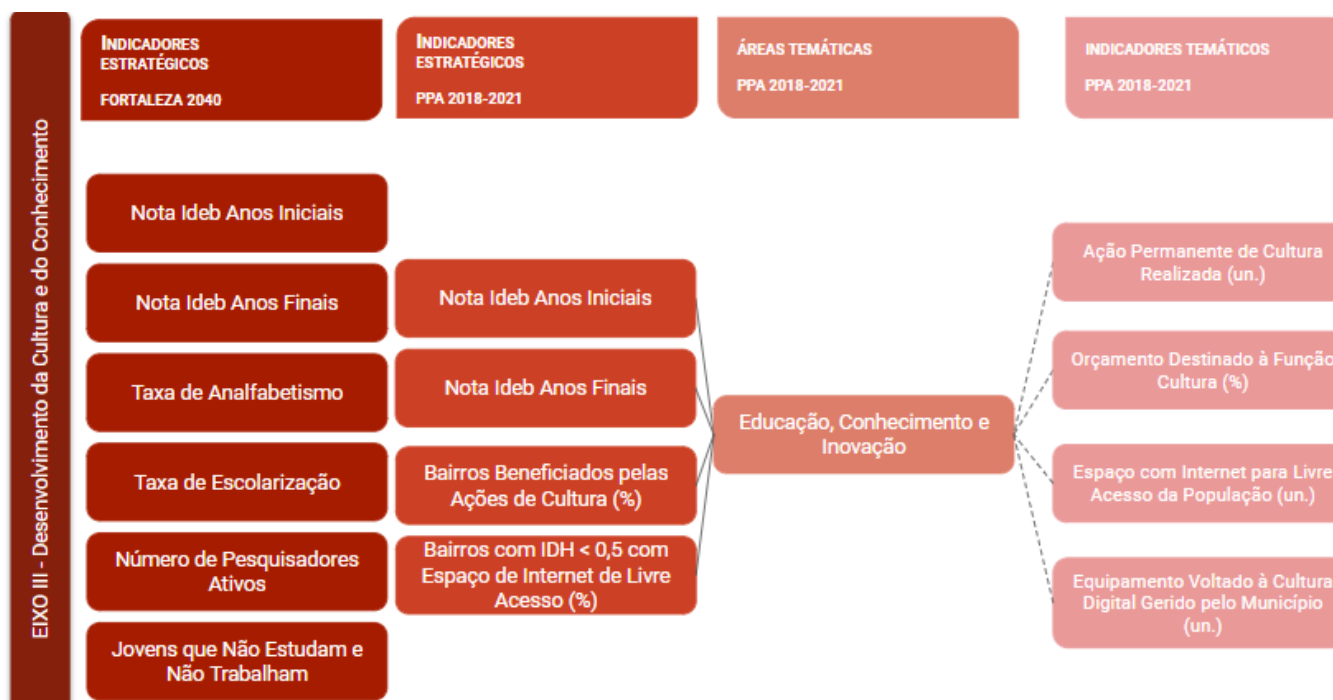 EIXO III - Desenvolvimento da Cultura e do Conhecimento
INDICADORES
ESTRATÉGICOS
FORTALEZA 2040
Nota Ideb Anos Iniciais
Nota Ideb Anos Finais
Taxa de Analfabetismo
Taxa de Escolarização
Número de Pesquisadores
Ativos
Jovens que Não Estudam e
Não Trabalham
INDICADORES
ESTRATÉGICOS
PPA 2018-2021
Nota Ideb Anos Iniciais
Nota Ideb Anos Finais
Bairros Beneficiados pelas
Ações de Cultura (%)
Bairros com IDH < 0,5 com
Espaço de Internet de Livre
Acesso (%)
ÁREAS TEMÁTICAS
PPA 2018-2021
Educação, Conhecimento e
Inovação
INDICADORES TEMÁTICOS
PPA 2018-2021
Ação Permanente de Cultura
Realizada (un.)
Orçamento Destinado à Função
Cultura (%)
Espaço com Internet para Livre
Acesso da População (un.)
Equipamento Voltado à Cultura
Digital Gerido pelo Município
(un.)